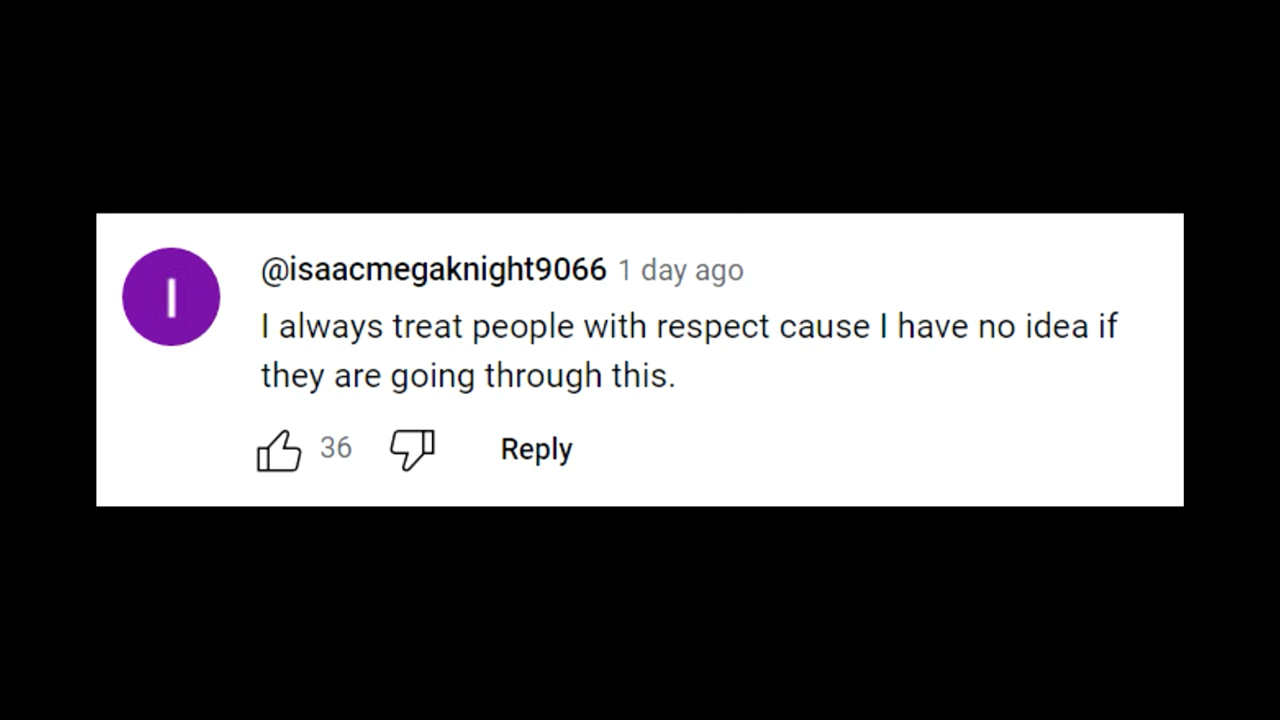 I
@isaacmegaknight9066 1 day ago
I always treat people with respect cause I have no idea if
they are going through this.
36 Reply